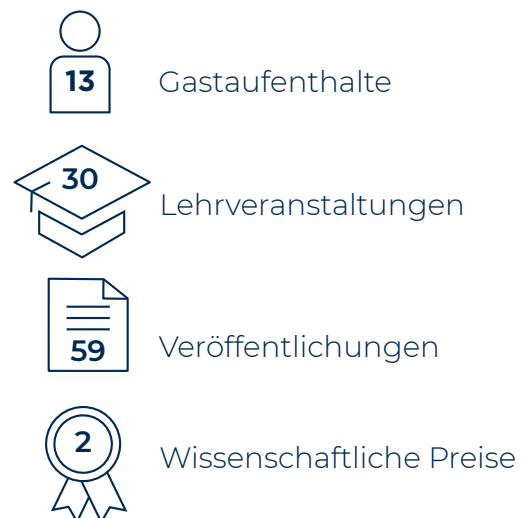 13 Gastaufenthalte
30 Lehrveranstaltungen
59 Veröffentlichungen
2 Wissenschaftliche Preise